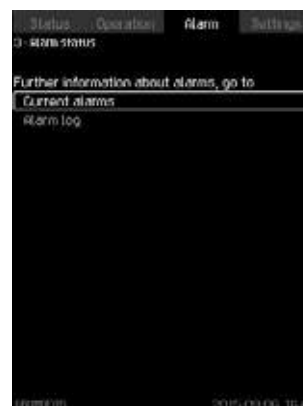 Status Operation Alarm Settings
3 - Alarm status
Further information about alarms, go to
Current alarms
Alarm log